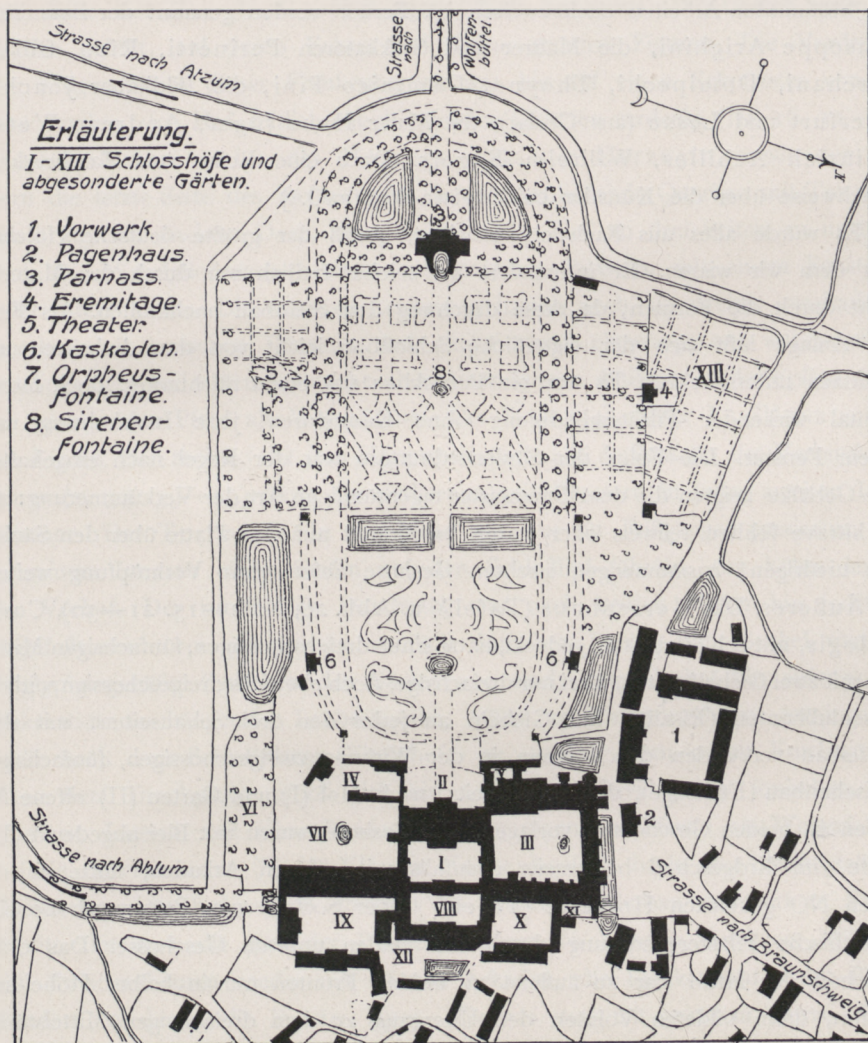 Strasse nach Atzum
Strasse nach
Wolfenbüttel.
Erläuterung.
I-XIII Schlosshöfe und
abgesonderte Gärten.
1. Vorwerk.
2. Pagenhaus.
3. Parnass.
4. Eremitage.
5. Theater.
6. Kaskaden.
7. Orpheus-
fontaine.
8. Sirenen-
fontaine.
3
XIII
5
8
4
6
7
6
1
IV
II
V
2
VI
VII
I
III
Strasse nach Ahlum
IX
VIII
X
XI
XII
Strasse nach Braunschweig